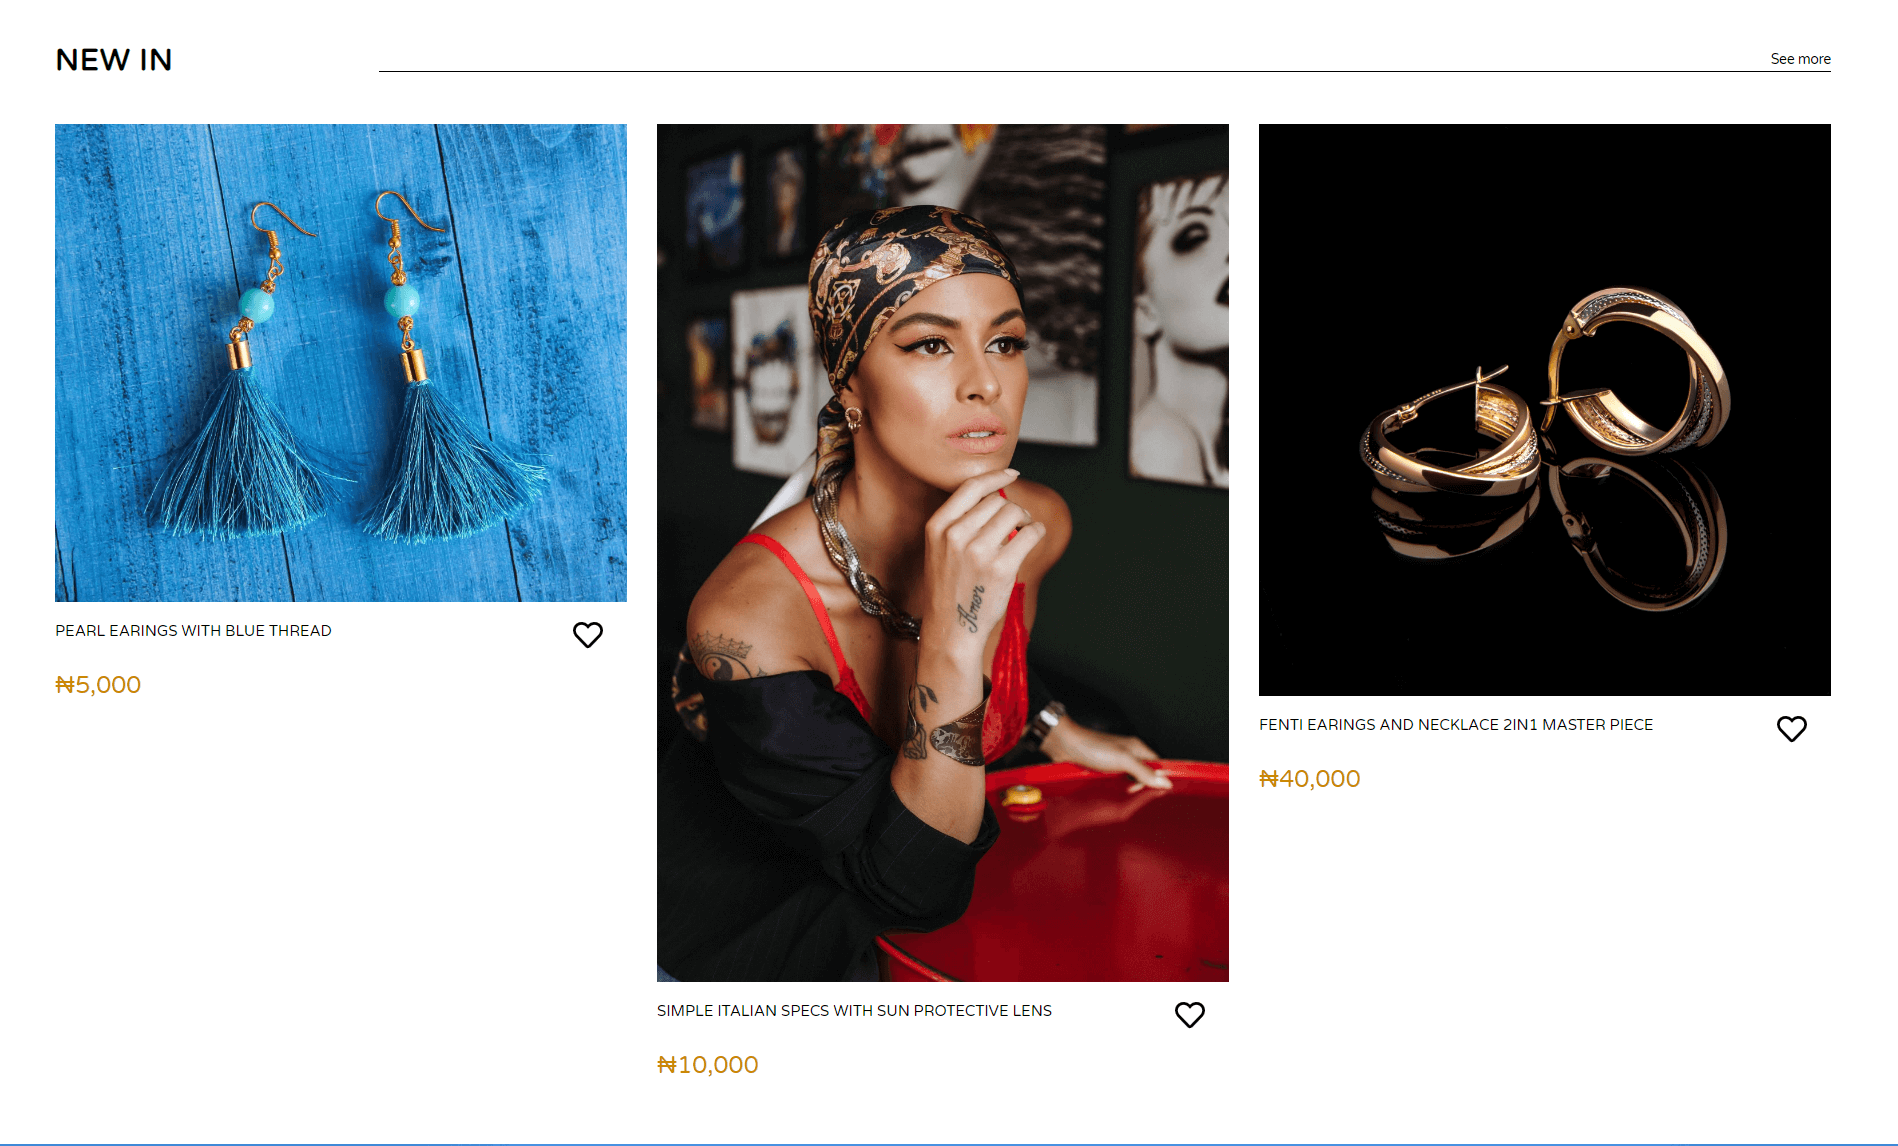 NEW IN
See more
PEARL EARINGS WITH BLUE THREAD
₦5,000
Amor
SIMPLE ITALIAN SPECS WITH SUN PROTECTIVE LENS
₦10,000
FENTI EARINGS AND NECKLACE 2IN1 MASTER PIECE
₦40,000